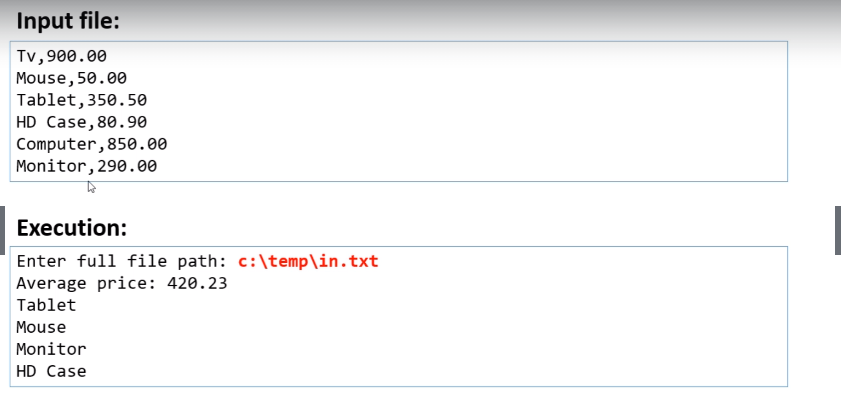 Input file:
Tv,900.00
Mouse,50.00
Tablet,350.50
HD Case,80.90
Computer,850.00
Monitor,290.00
Execution:
Enter full file path: c:\temp\in.txt
Average price: 420.23
Tablet
Mouse
Monitor
HD Case